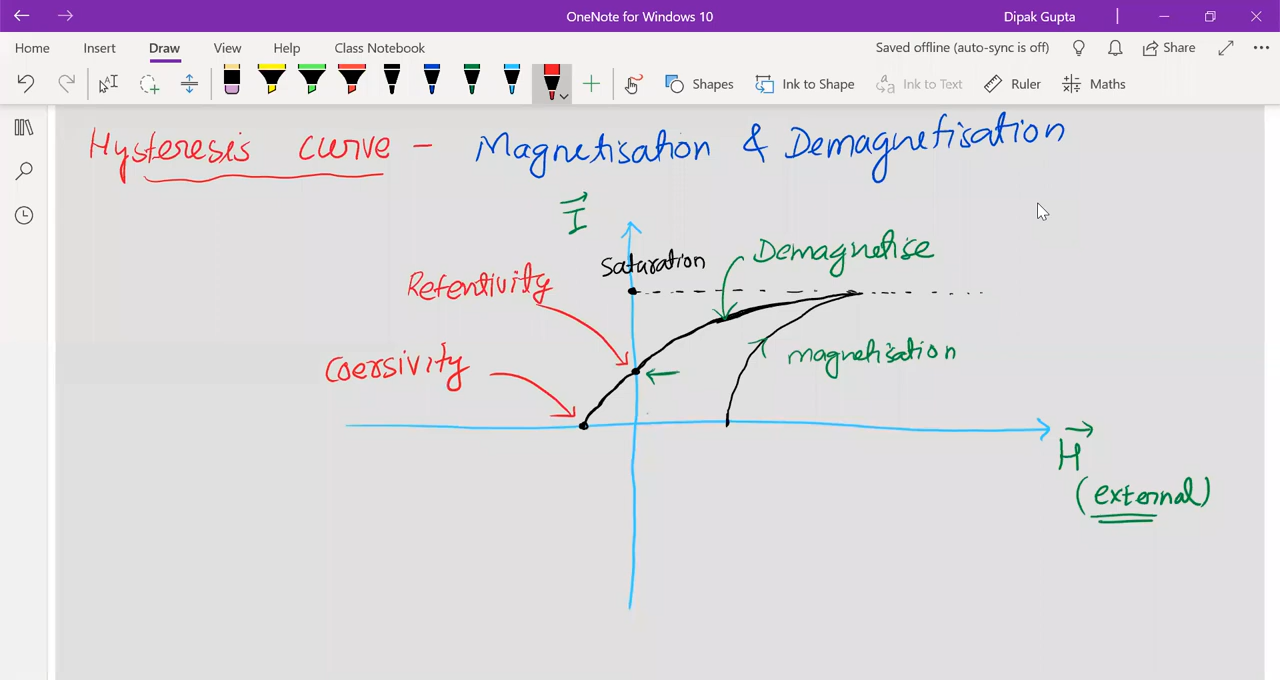 OneNote for Windows 10
Dipak Gupta
Home Insert Draw View Help Class Notebook
Saved offline (auto-sync is off) Share
Shapes Ink to Shape Ink to Text Ruler Maths
Hysteresis curve - Magnetisation & Demagnetisation
I
Saturation
Demagnetise
Retentivity
magnetisation
Coersivity
H
(external)